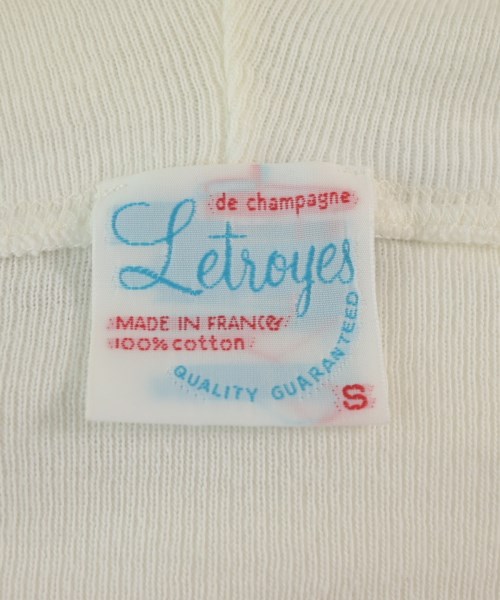 de champagne
Letroyes
MADE IN FRANCE
100% cotton
QUALITY GUARANTEED
S